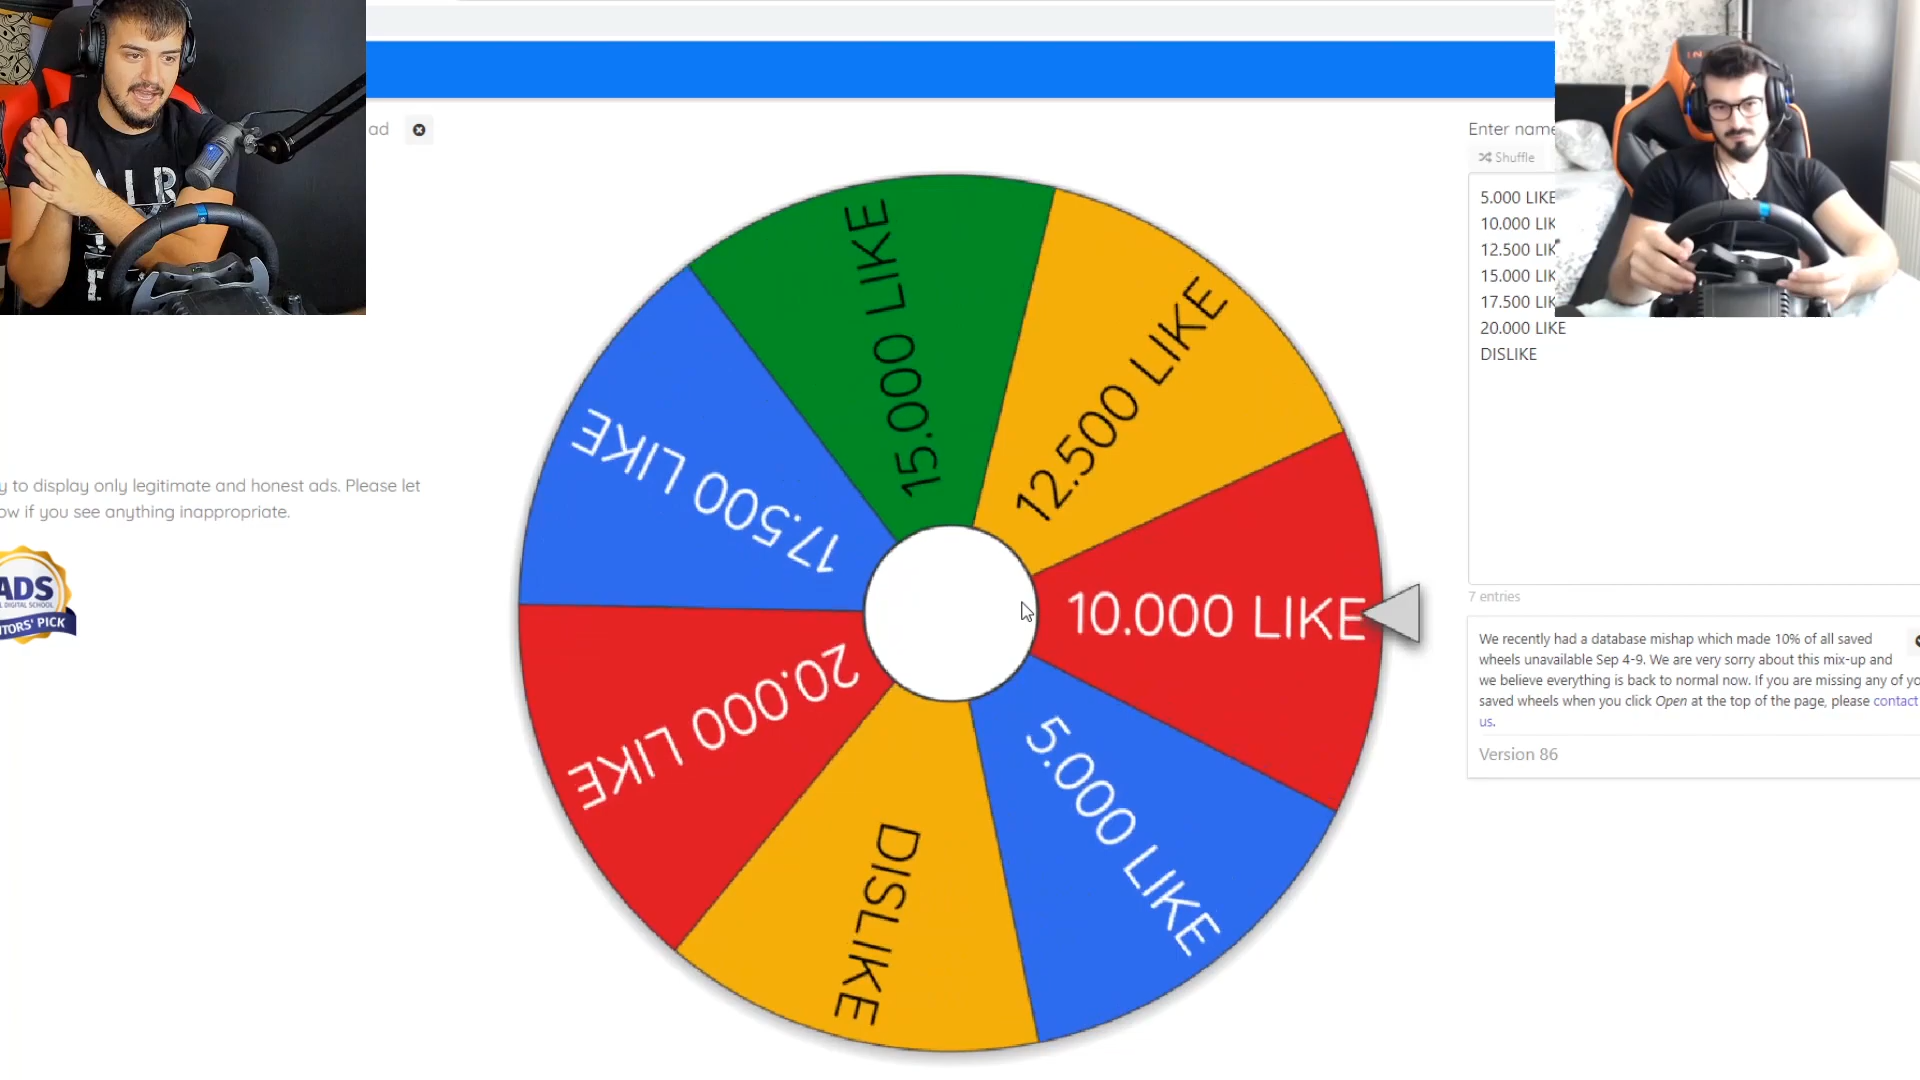 ad
Enter name
Shuffle
5.000 LIKE
10.000 LIK
12.500 LIK
15.000 LIK
17.500 LIK
20.000 LIKE
DISLIKE
15.000 LIKE
12.500 LIKE
10.000 LIKE
5.000 LIKE
DISLIKE
20.000 LIKE
17.500 LIKE
y to display only legitimate and honest ads. Please let
ow if you see anything inappropriate.
ADS
L DIGITAL SCHOOL
ITORS' PICK
7 entries
We recently had a database mishap which made 10% of all saved
wheels unavailable Sep 4-9. We are very sorry about this mix-up and
we believe everything is back to normal now. If you are missing any of yo
saved wheels when you click Open at the top of the page, please contact
us.
Version 86